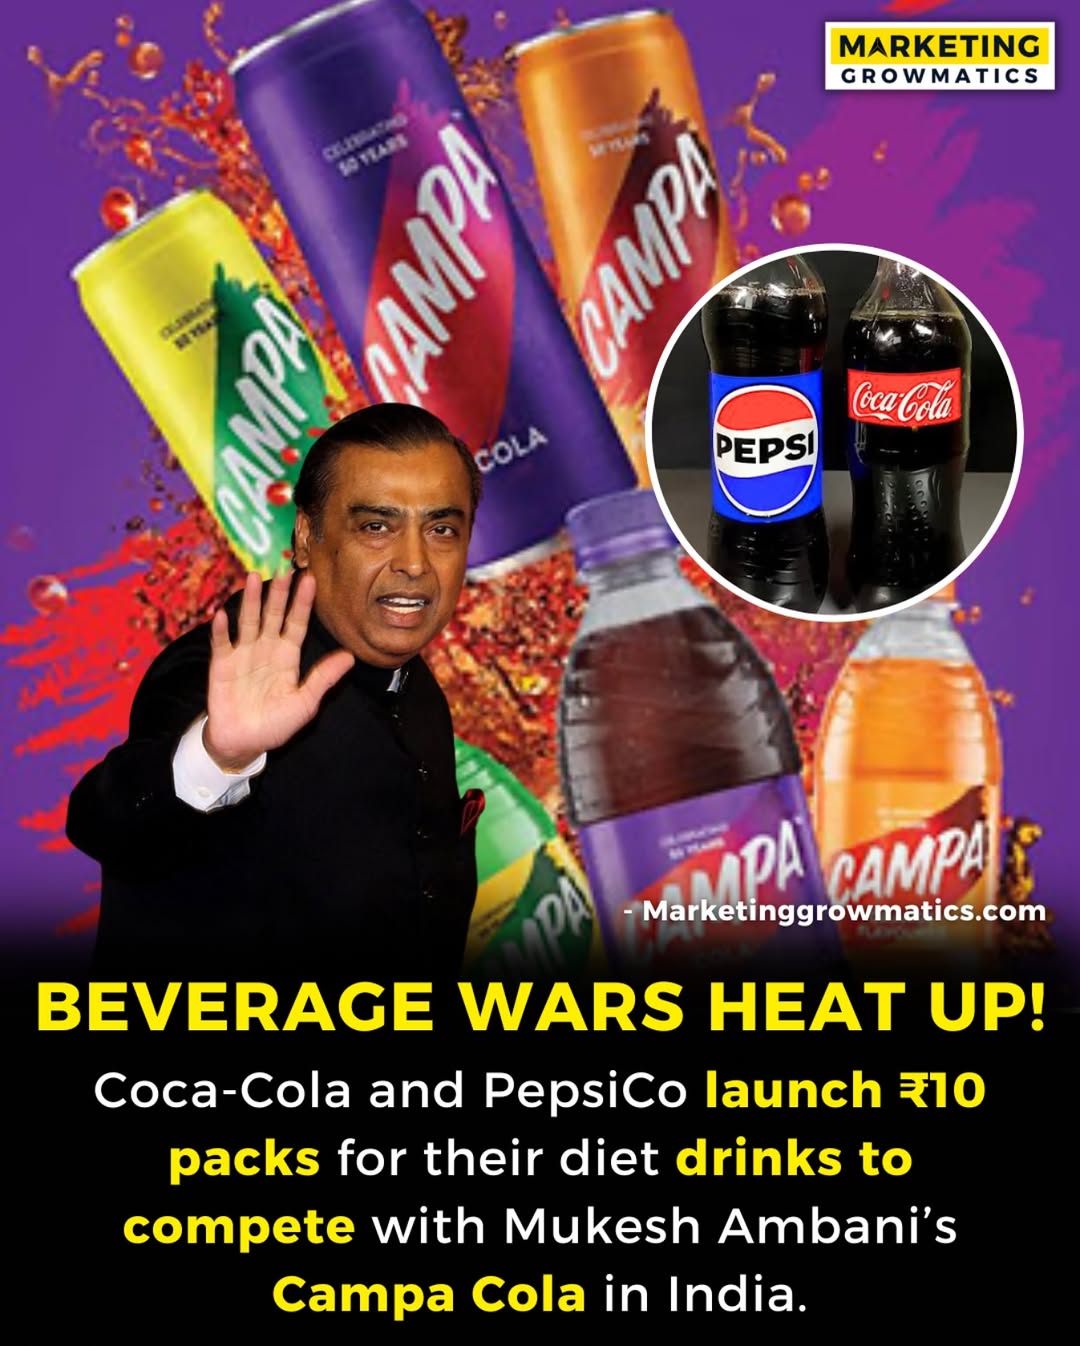 MARKETING
GROWMATICS
CELEBRATING
50 YEARS
CAMPA
COLA
CELEBRATING
50 YEARS
CAMPA
CELEBRATING
50 YEARS
CAMPA
PEPSI
Coca-Cola
CELEBRATING
50 YEARS
CAMPA
COLA
CAMPA
- Marketinggrowmatics.com
BEVERAGE WARS HEAT UP!
Coca-Cola and PepsiCo launch ₹10
packs for their diet drinks to
compete with Mukesh Ambani’s
Campa Cola in India.